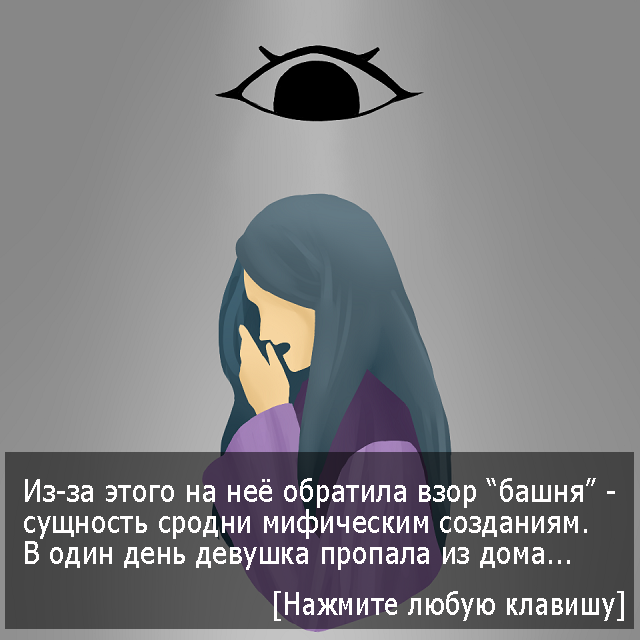 Из-за этого на неё обратила взор “башня” -
сущность сродни мифическим созданиям.
В один день девушка пропала из дома...
[Нажмите любую клавишу]